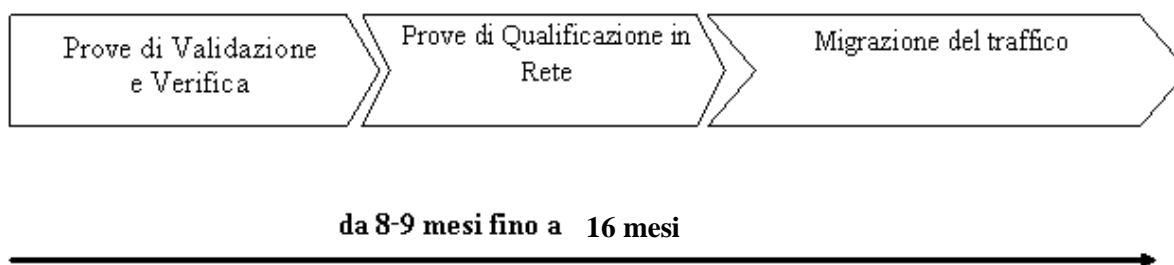 Prove di Validazione
e Verifica
Prove di Qualificazione in
Rete
Migrazione del traffico
da 8-9 mesi fino a 16 mesi